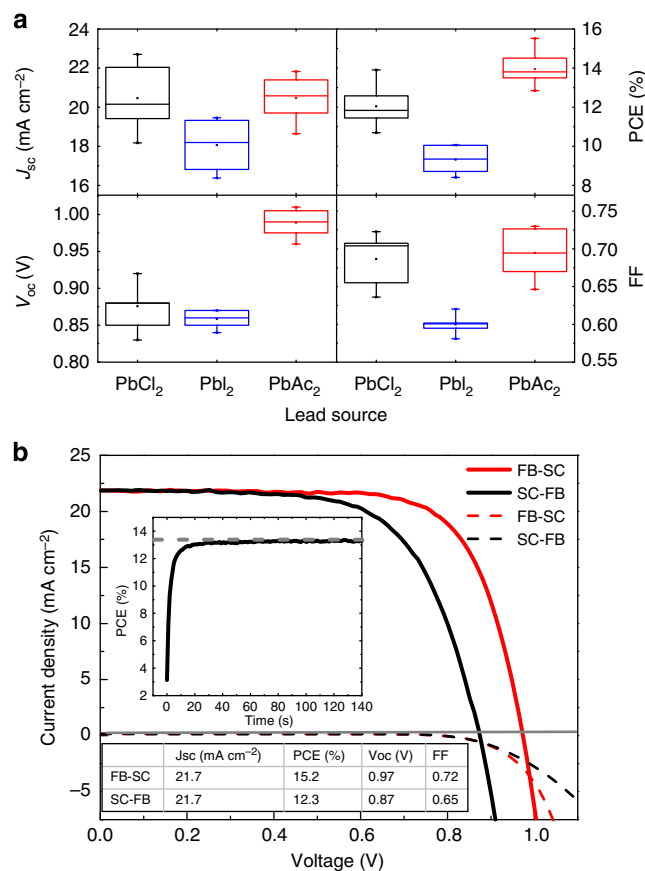 a
24
22
20
18
16
J_sc (mA cm⁻²)
16
14
12
10
8
PCE (%)
1.00
0.95
0.90
0.85
0.80
V_oc (V)
0.75
0.70
0.60
0.55
FF
PbCl₂ PbI₂ PbAc₂ PbCl₂ PbI₂ PbAc₂
Lead source
b
25
20
15
10
5
0
−5
Current density (mA cm⁻²)
FB-SC
SC-FB
FB-SC
SC-FB
14
12
10
8
6
4
2
PCE (%)
0 20 40 60 80 100 120 140
Time (s)
Jsc (mA cm⁻²) PCE (%) Voc (V) FF
FB-SC 21.7 15.2 0.97 0.72
SC-FB 21.7 12.3 0.87 0.65
0.0 0.2 0.4 0.6 0.8 1.0
Voltage (V)